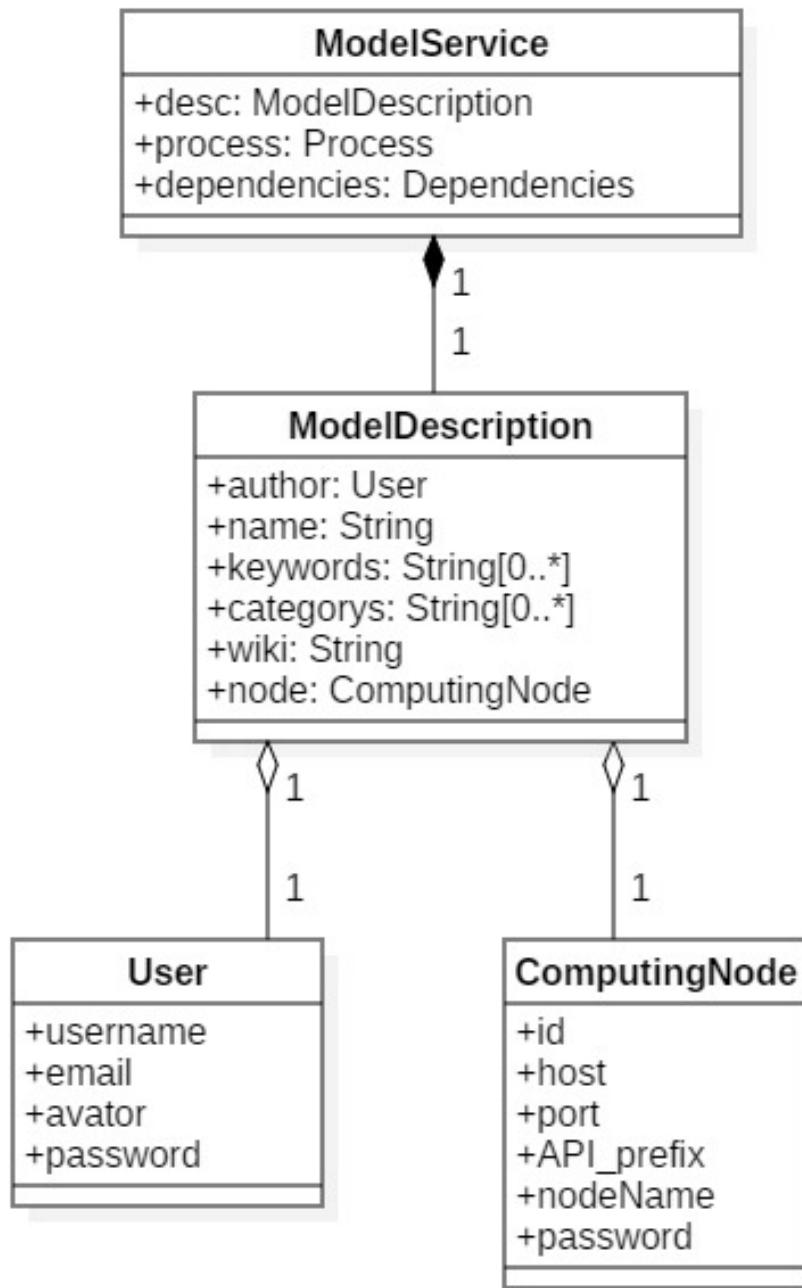 ModelService
+desc: ModelDescription
+process: Process
+dependencies: Dependencies
1
1
ModelDescription
+author: User
+name: String
+keywords: String[0..*]
+categorys: String[0..*]
+wiki: String
+node: ComputingNode
1
1
1
1
User
+username
+email
+avator
+password
ComputingNode
+id
+host
+port
+API_prefix
+nodeName
+password